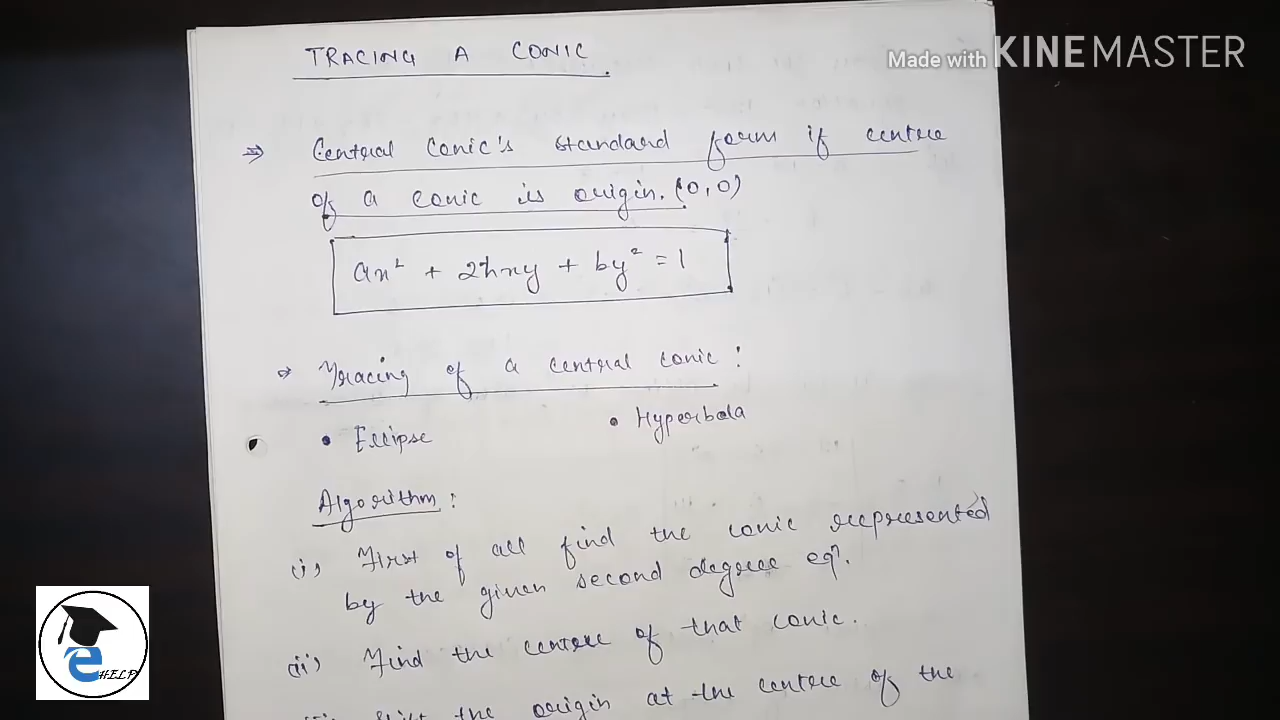 TRACING A CONIC
Made with KINEMASTER
⇒ Central Conic's standard form if centre
of a conic is origin. (0,0)
ax² + 2hxy + by² = 1
⇒ Tracing of a central conic :
• Ellipse
• Hyperbola
Algorithm :
(i) First of all find the conic represented
by the given second degree eqⁿ.
(ii) Find the centre of that conic.
the origin at the centre of the
e
HELP